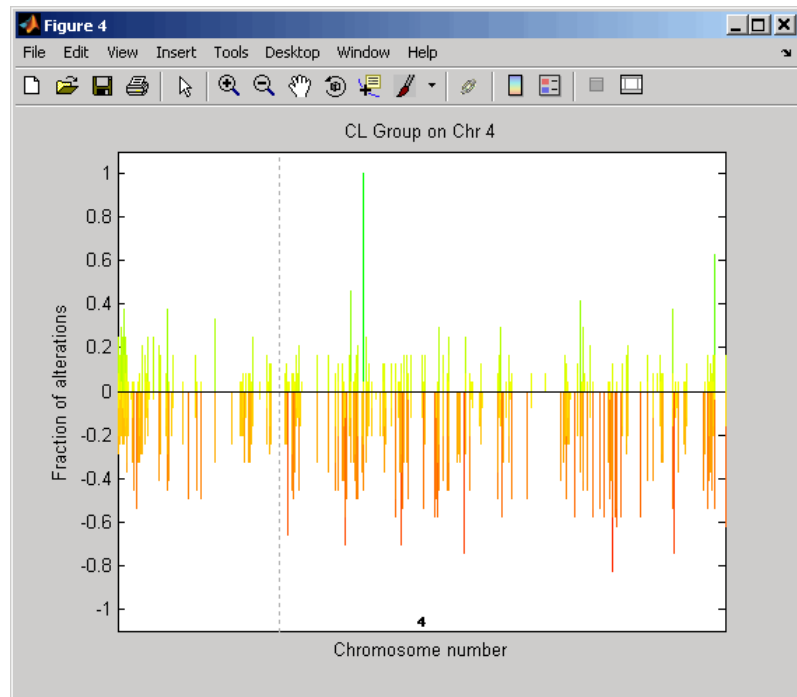 Figure 4
File Edit View Insert Tools Desktop Window Help
CL Group on Chr 4
1
0.8
0.6
0.4
0.2
0
-0.2
-0.4
-0.6
-0.8
-1
Fraction of alterations
4
Chromosome number